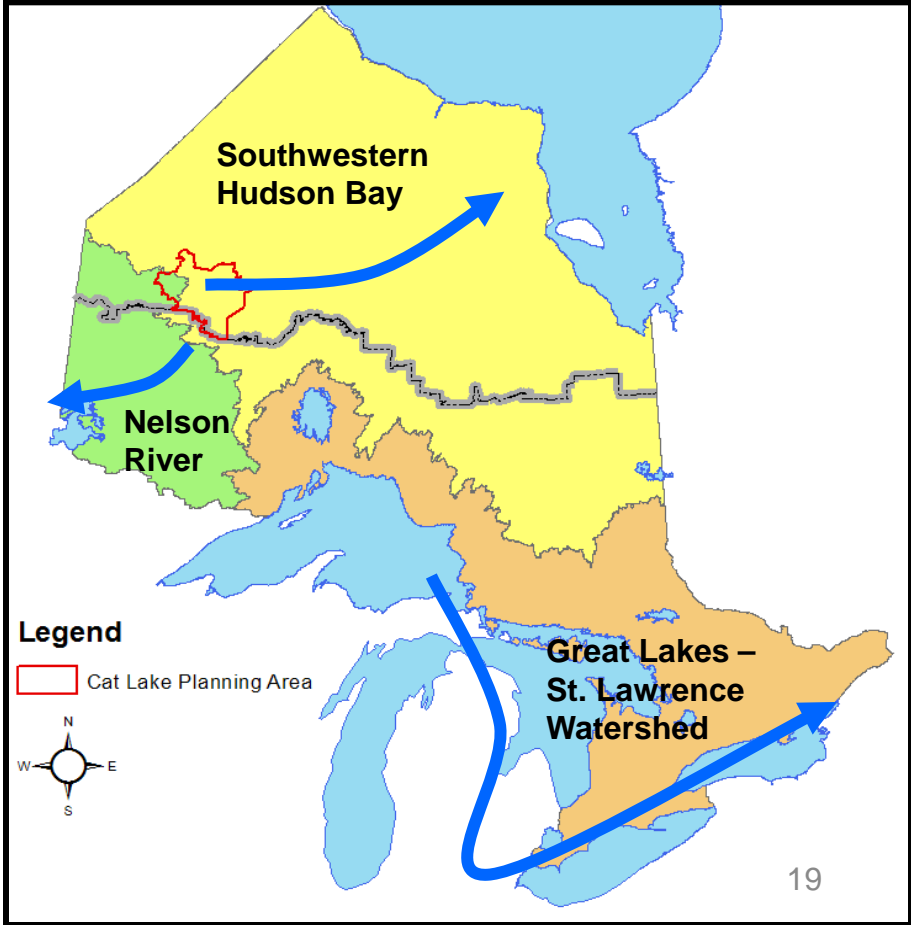 Southwestern
Hudson Bay
Nelson
River
Great Lakes –
St. Lawrence
Watershed
Legend
Cat Lake Planning Area
N
W
E
S
19